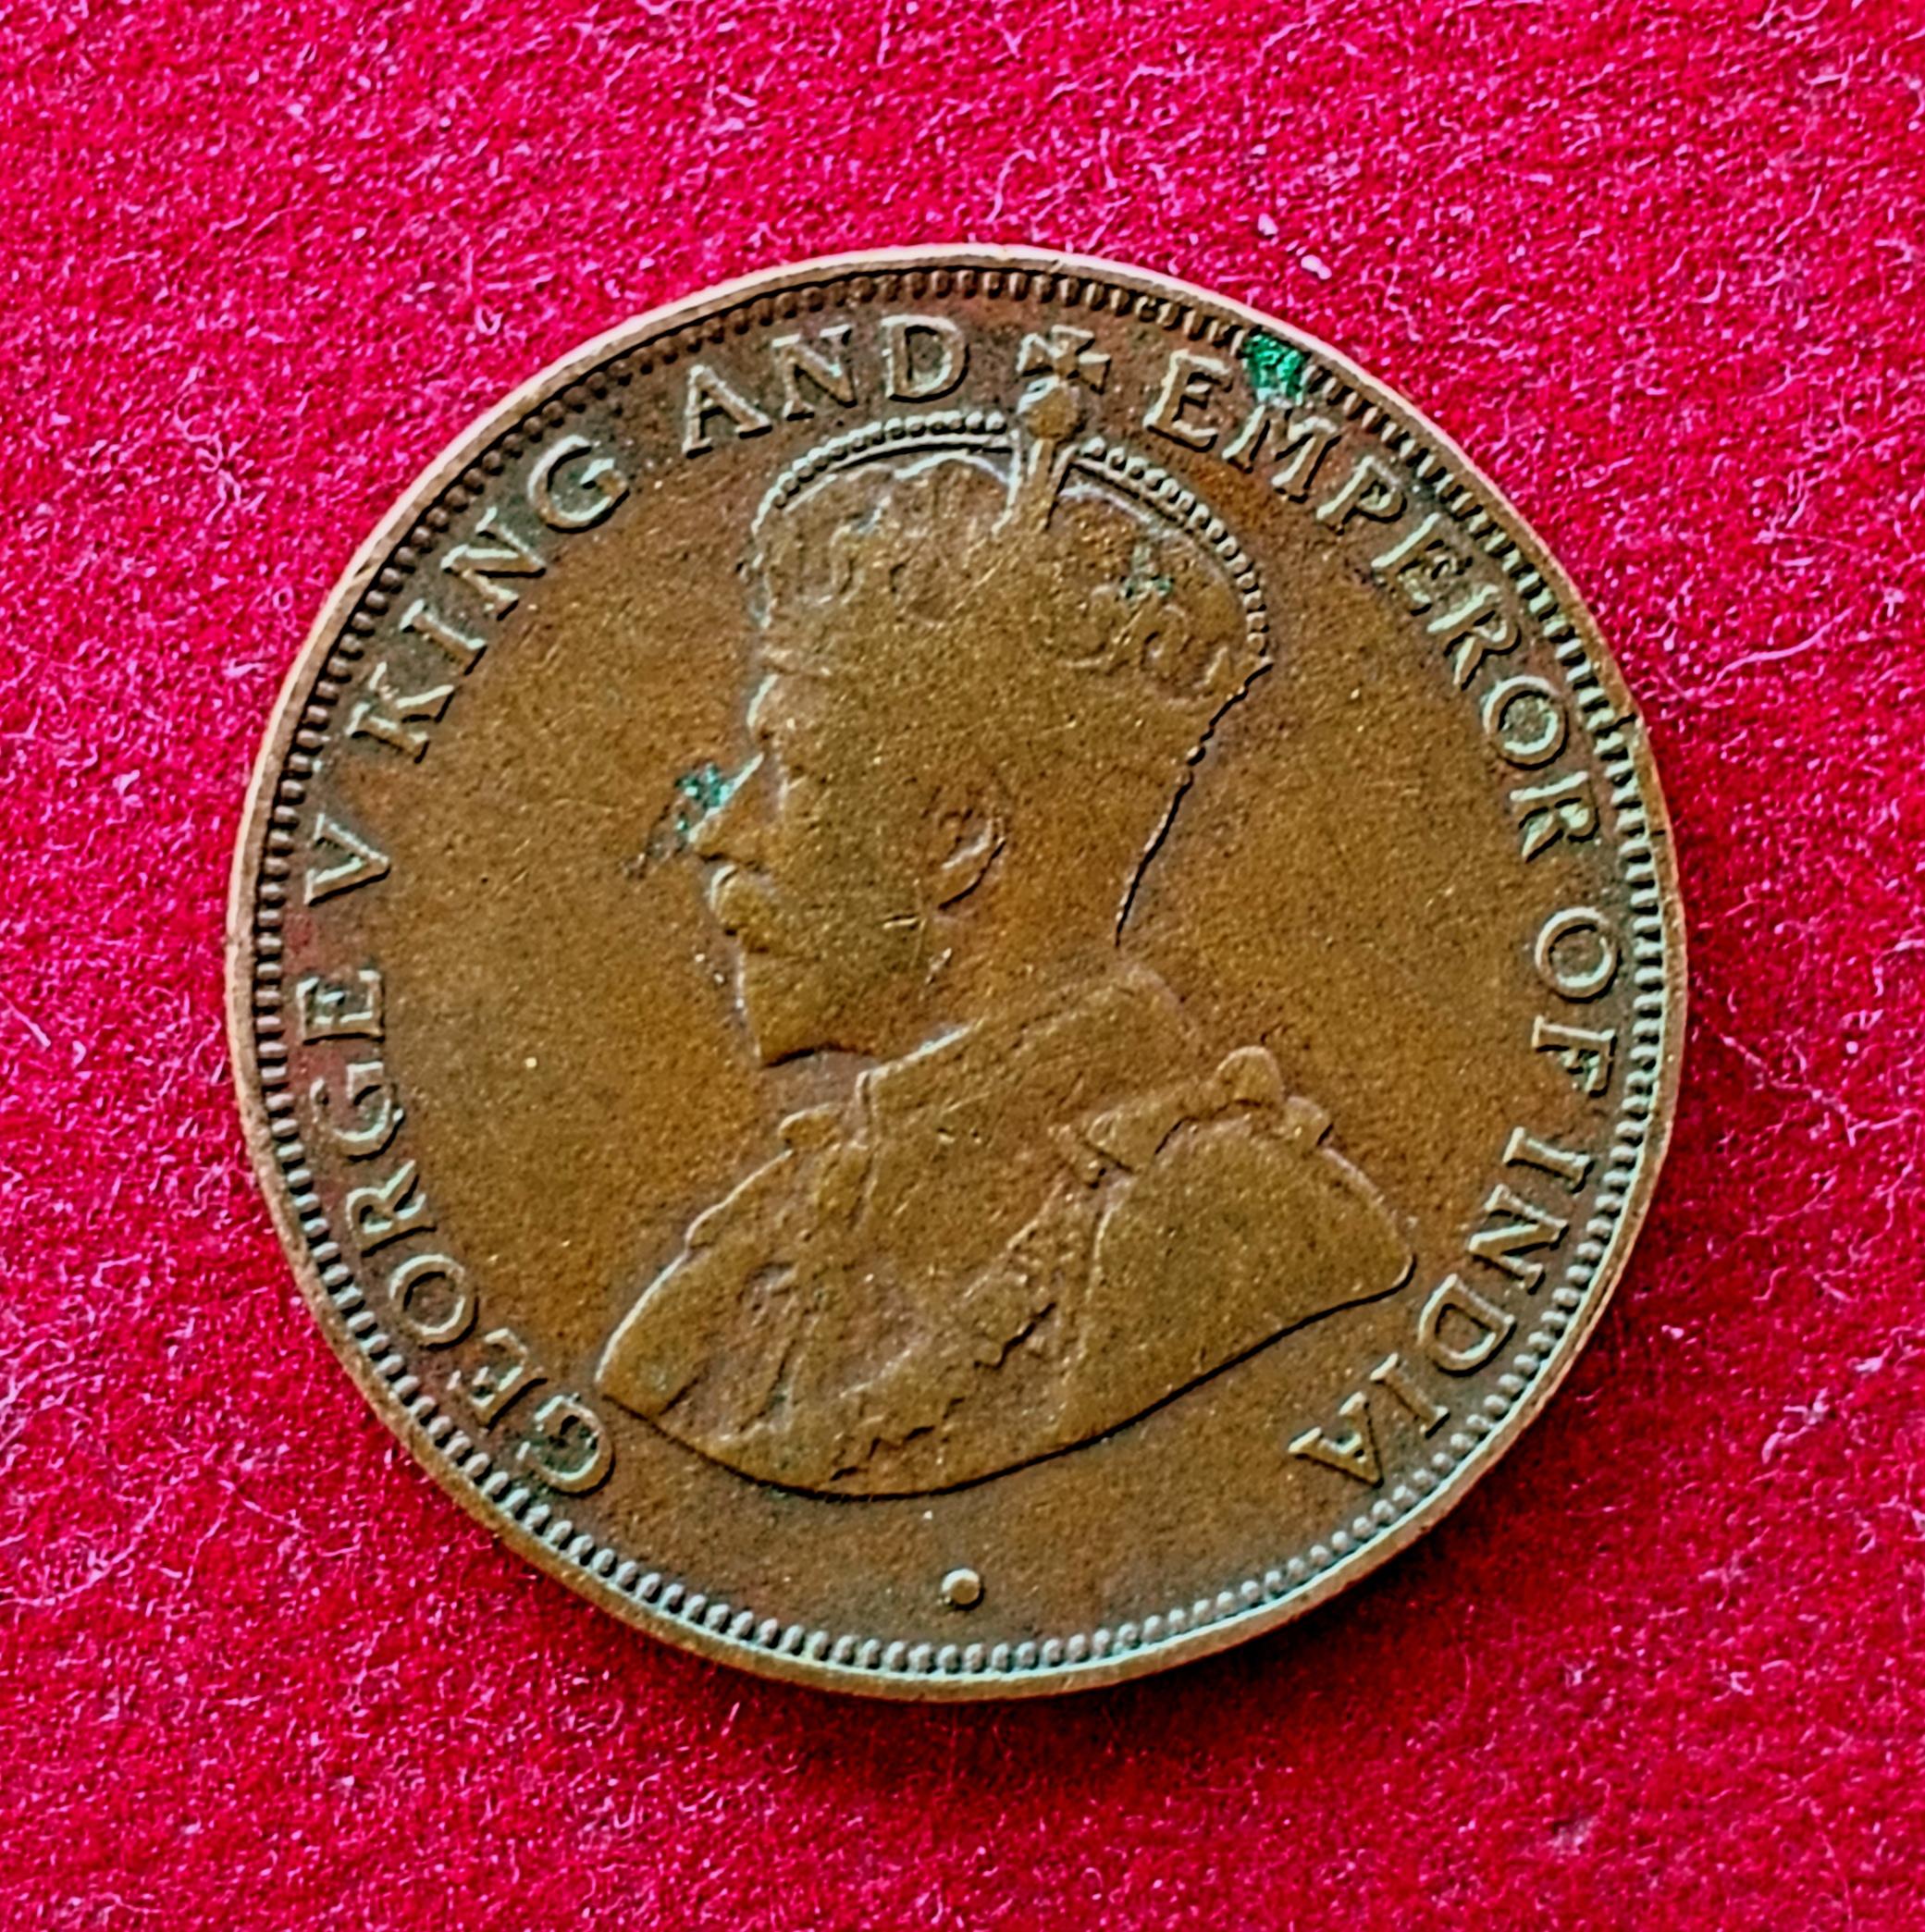 GEORGE V KING AND EMPEROR OF INDIA